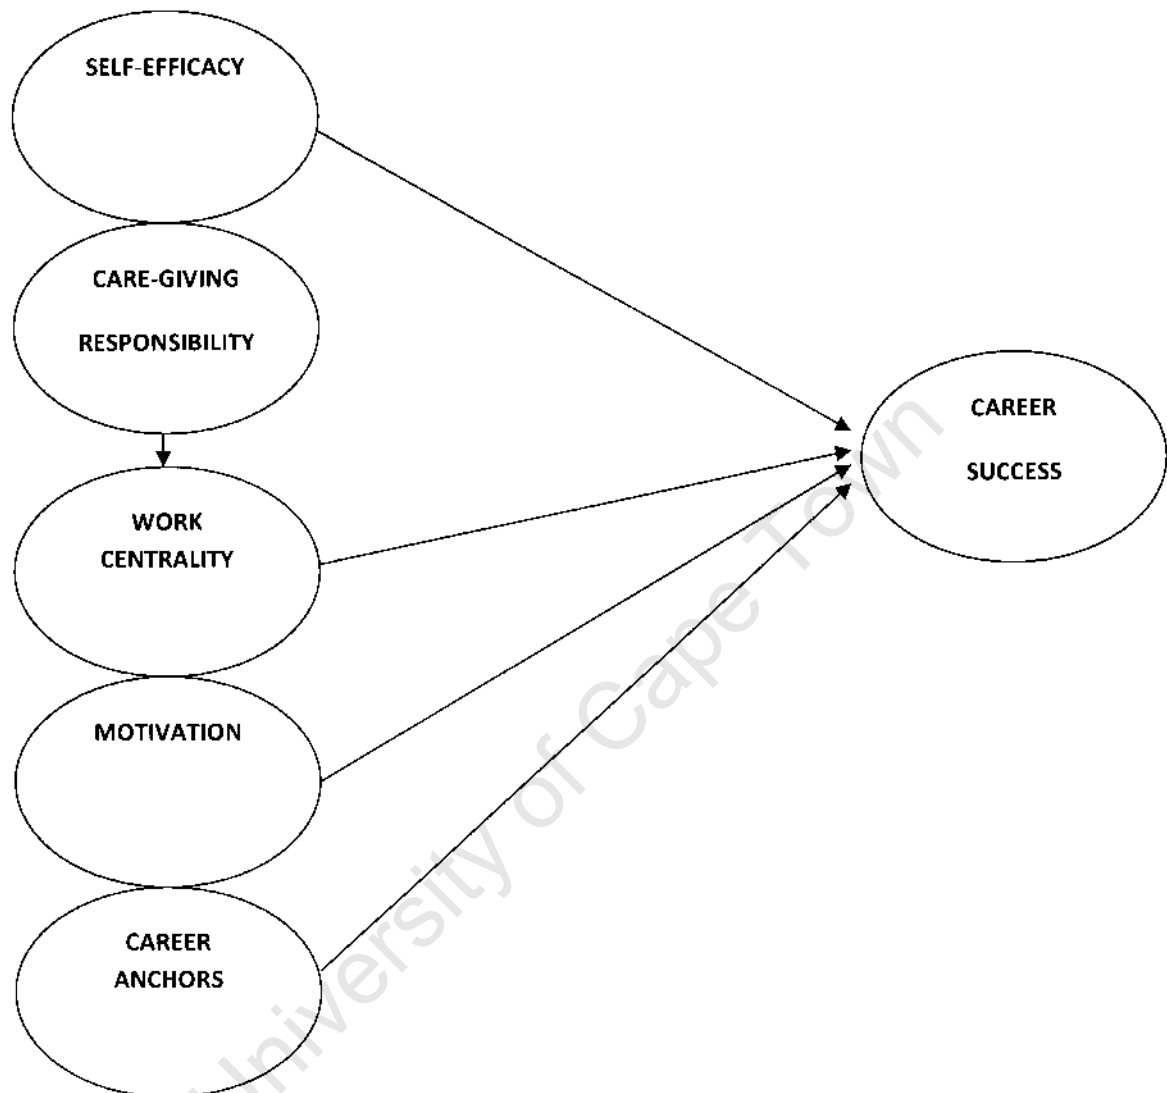 SELF-EFFICACY
CARE-GIVING
RESPONSIBILITY
WORK
CENTRALITY
MOTIVATION
CAREER
ANCHORS
CAREER
SUCCESS
University of Cape Town